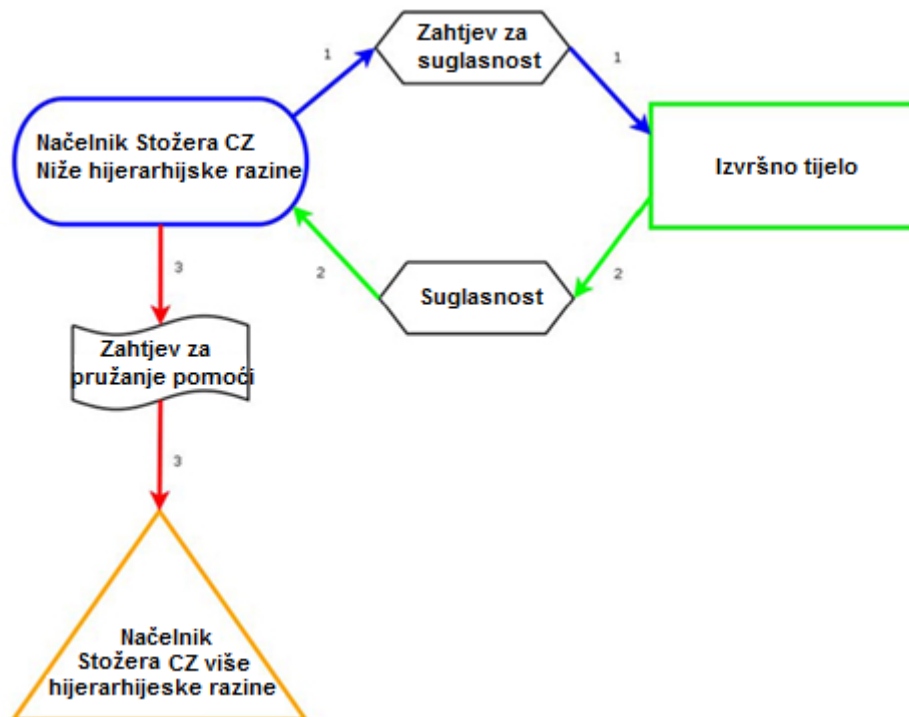 Zahtjev za
suglasnost
1
1
Načelnik Stožera CZ
Niže hijerarhijske razine
Izvršno tijelo
2
Suglasnost
2
3
Zahtjev za
pružanje pomoći
3
Načelnik
Stožera CZ više
hijerarhijeske razine